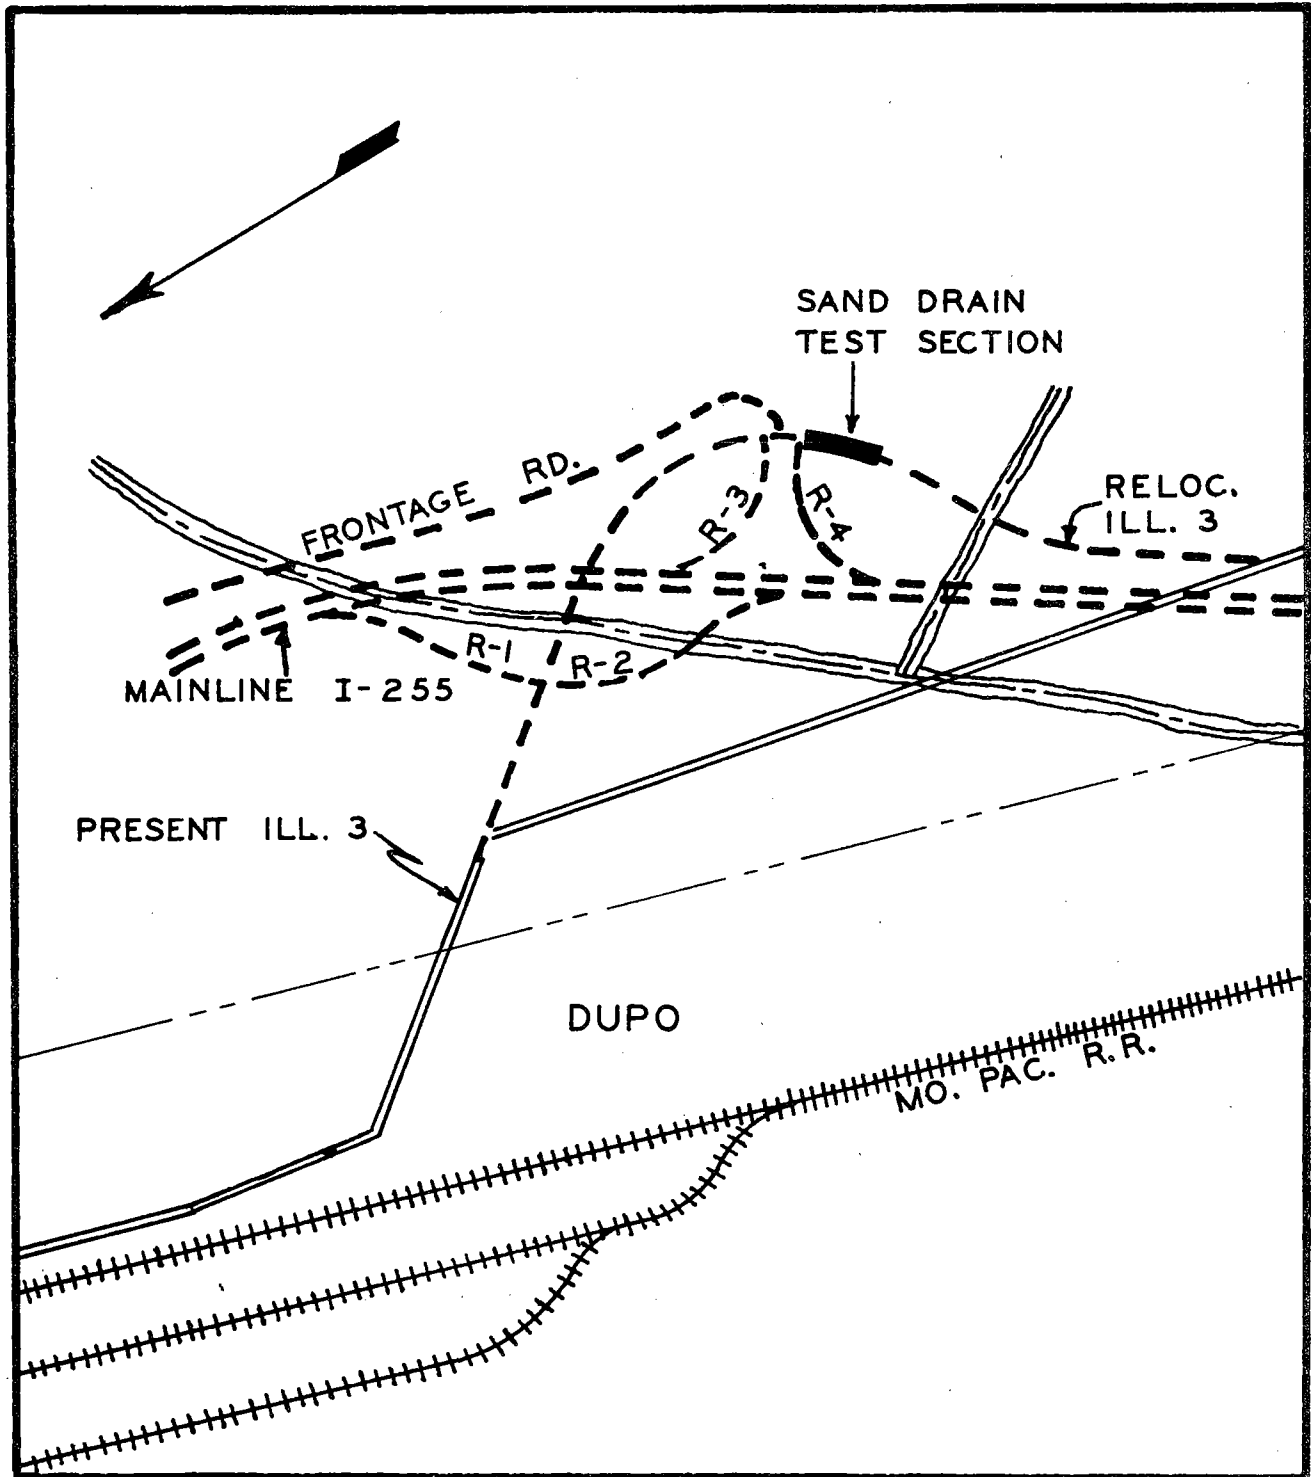 SAND DRAIN
TEST SECTION
FRONTAGE RD.
R-3
R-4
RELOC.
ILL. 3
R-1
R-2
MAINLINE I-255
PRESENT ILL. 3
DUPO
MO. PAC. R.R.